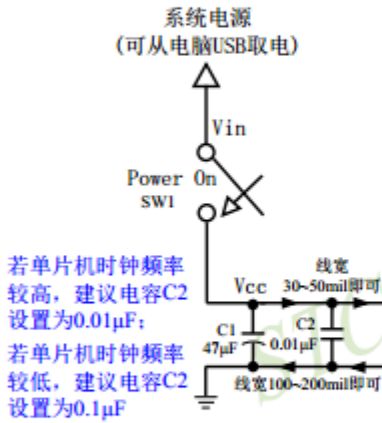 系统电源
(可从电脑USB取电)
Vin
Power On
SW1
若单片机时钟频率
较高，建议电容C2
设置为0.01μF；
若单片机时钟频率
较低，建议电容C2
设置为0.1μF
Vcc
线宽
30~50mil即可
C1
47μF
C2
0.01μF
线宽100~200mil即可
STC